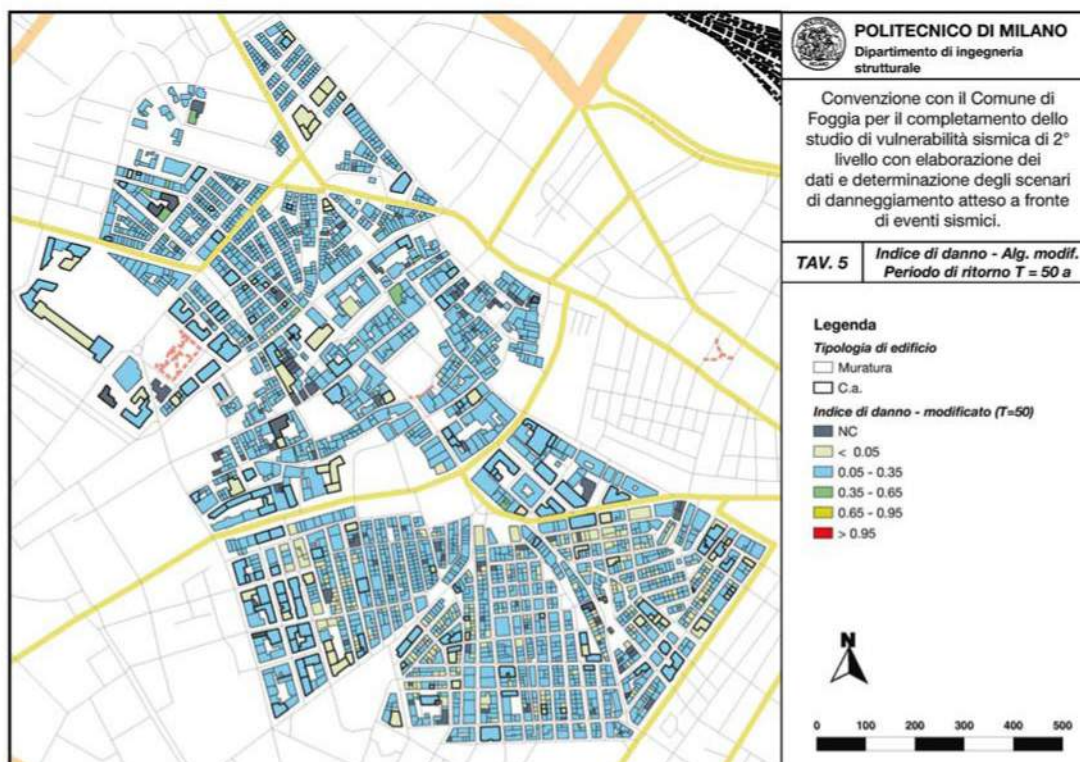 POLITECNICO DI MILANO
Dipartimento di ingegneria
strutturale
MILANO
Convenzione con il Comune di
Foggia per il completamento dello
studio di vulnerabilità sismica di 2°
livello con elaborazione dei
dati e determinazione degli scenari
di danneggiamento atteso a fronte
di eventi sismici.
TAV. 5
Indice di danno - Alg. modif.
Periodo di ritorno T = 50 a
Legenda
Tipologia di edificio
Muratura
C.a.
Indice di danno - modificato (T=50)
NC
< 0.05
0.05 - 0.35
0.35 - 0.65
0.65 - 0.95
> 0.95
N
0 100 200 300 400 500